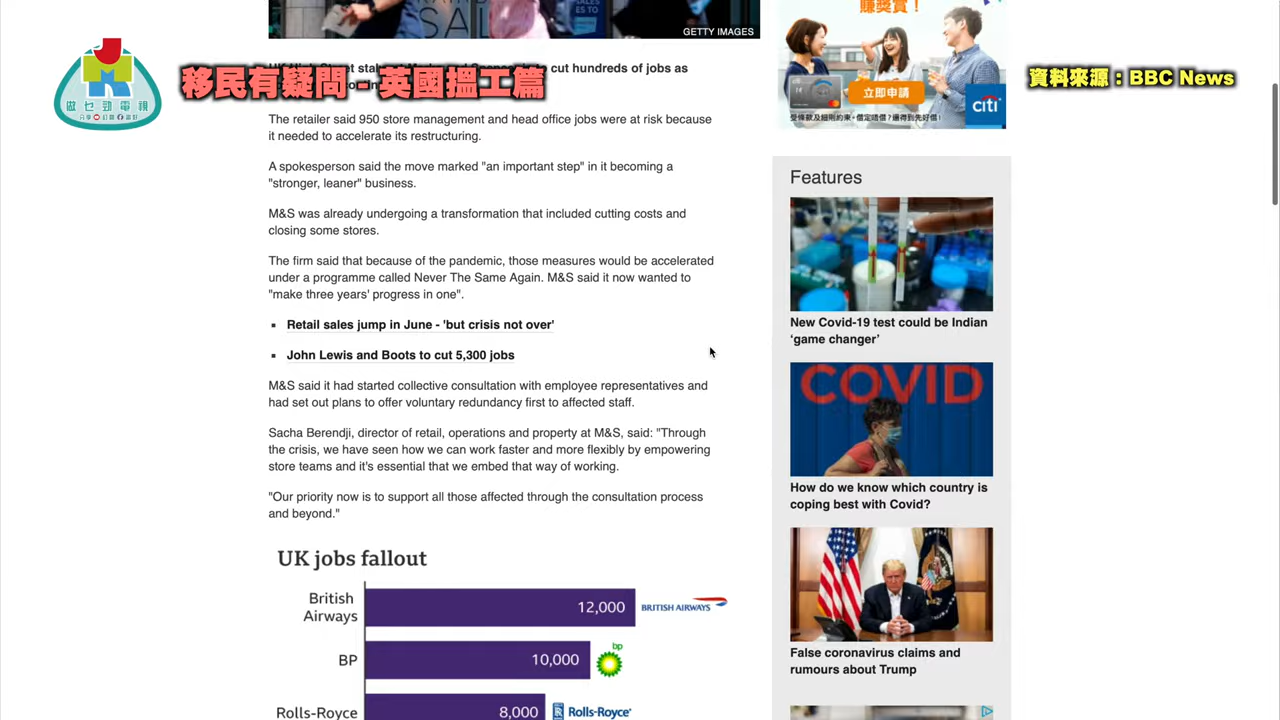 GETTY IMAGES
移民有疑問 - 英國搵工篇
資料來源：BBC News
做乜勁電視
cut hundreds of jobs as
The retailer said 950 store management and head office jobs were at risk because
it needed to accelerate its restructuring.
A spokesperson said the move marked "an important step" in it becoming a
"stronger, leaner" business.
M&S was already undergoing a transformation that included cutting costs and
closing some stores.
The firm said that because of the pandemic, those measures would be accelerated
under a programme called Never The Same Again. M&S said it now wanted to
"make three years' progress in one".
Retail sales jump in June - 'but crisis not over'
John Lewis and Boots to cut 5,300 jobs
M&S said it had started collective consultation with employee representatives and
had set out plans to offer voluntary redundancy first to affected staff.
Sacha Berendji, director of retail, operations and property at M&S, said: "Through
the crisis, we have seen how we can work faster and more flexibly by empowering
store teams and it's essential that we embed that way of working.
"Our priority now is to support all those affected through the consultation process
and beyond."
UK jobs fallout
British
Airways
12,000
BRITISH AIRWAYS
BP
10,000
bp
Rolls-Royce
8,000
Rolls-Royce
賺獎賞！
立即申請
citi
Features
New Covid-19 test could be Indian
‘game changer’
COVID
How do we know which country is
coping best with Covid?
False coronavirus claims and
rumours about Trump